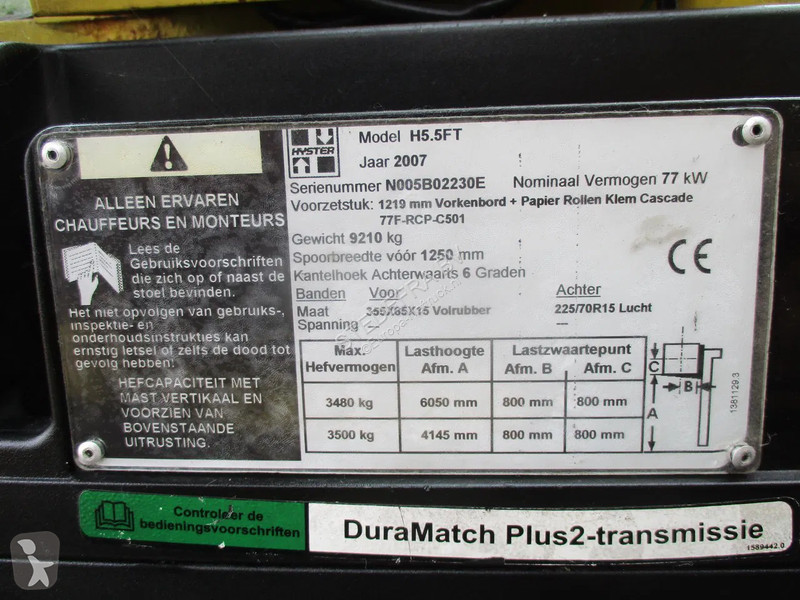 ALLEEN ERVAREN
CHAUFFEURS EN MONTEURS
Lees de
Gebruiksvoorschriften
die zich op of naast de
stoel bevinden.
Het niet opvolgen van gebruiks-,
inspektie- en
onderhoudsinstrukties kan
ernstig letsel of zelfs de dood tot
gevolg hebben!
HEFCAPACITEIT MET
MAST VERTIKAAL EN
VOORZIEN VAN
BOVENSTAANDE
UITRUSTING.
HYSTER
Model H5.5FT
Jaar 2007
Serienummer N005B02230E Nominaal Vermogen 77 kW
Voorzetstuk: 1219 mm Vorkenbord + Papier Rollen Klem Cascade
77F-RCP-C501
Gewicht 9210 kg
Spoorbreedte vóór 1250 mm
Kantelhoek Achterwaarts 6 Graden
CE
Banden Voor Achter
Maat 355X65X15 Volrubber 225/70R15 Lucht
Spanning ---
Max. Hefvermogen Lasthoogte Afm. A Lastzwaartepunt Afm. B Afm. C
3480 kg 6050 mm 800 mm 800 mm
3500 kg 4145 mm 800 mm 800 mm
C
B
A
1381129.3
Controleer de
bedieningsvoorschriften
DuraMatch Plus2-transmissie
1589442.0